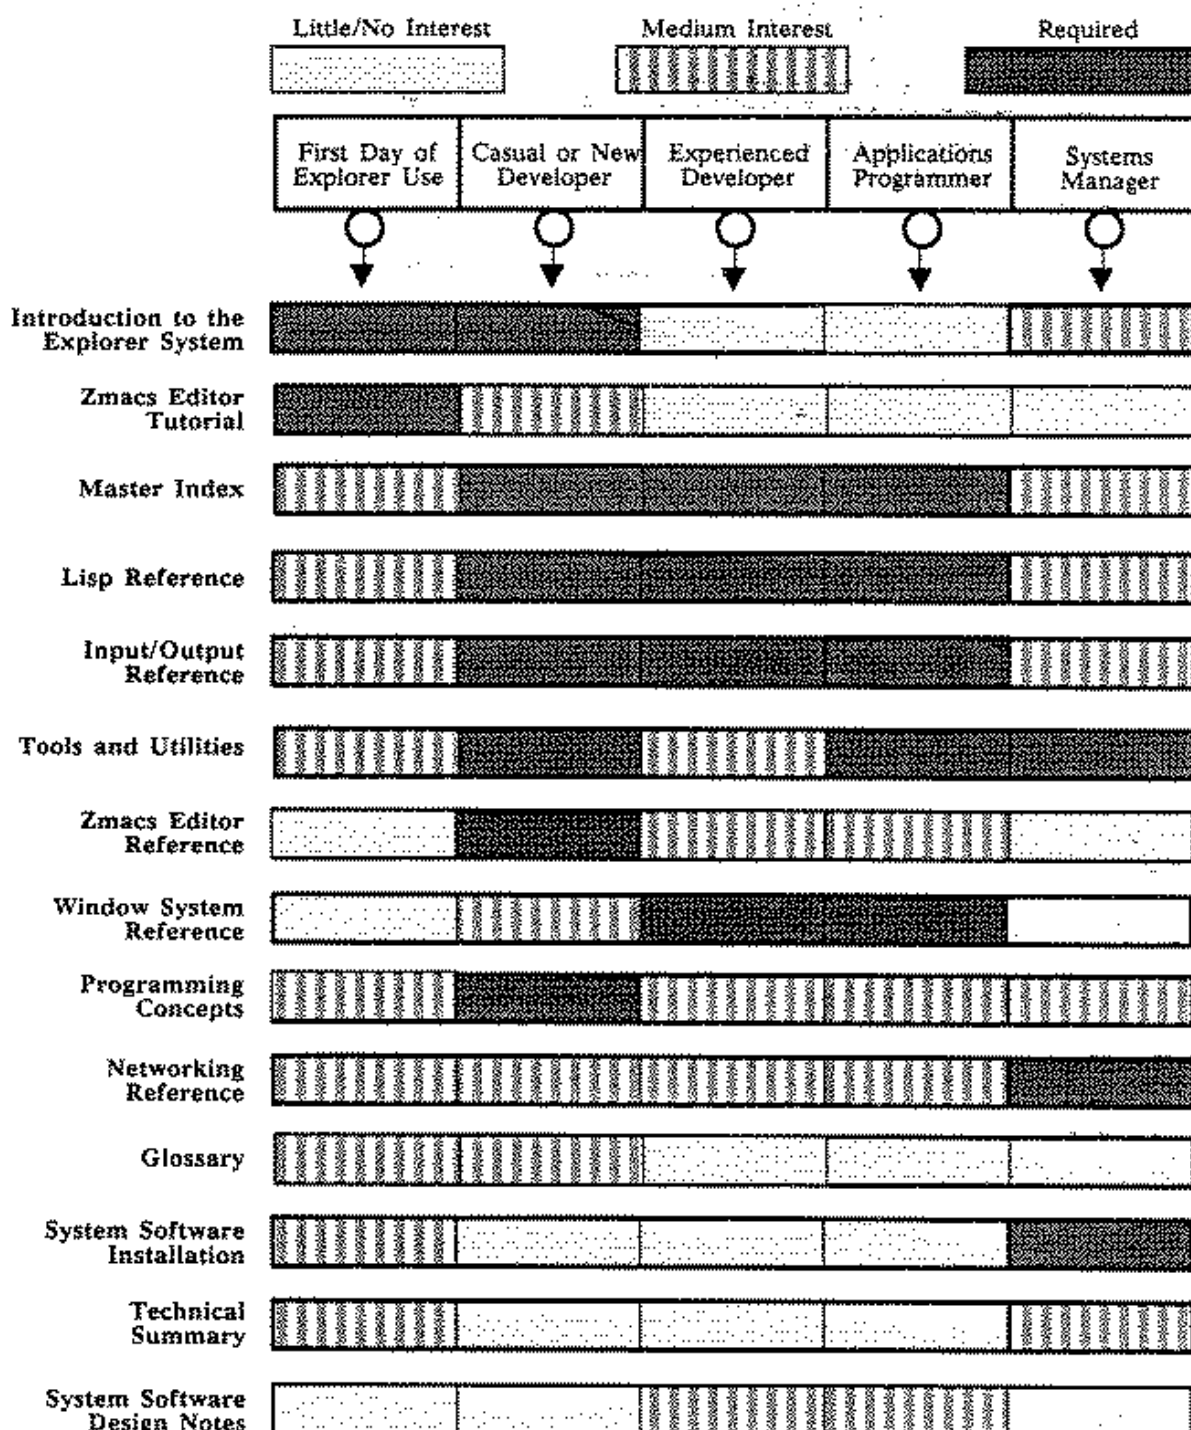 Little/No Interest Medium Interest Required
First Day of Explorer Use
Casual or New Developer
Experienced Developer
Applications Programmer
Systems Manager
Introduction to the
Explorer System
Zmacs Editor
Tutorial
Master Index
Lisp Reference
Input/Output
Reference
Tools and Utilities
Zmacs Editor
Reference
Window System
Reference
Programming
Concepts
Networking
Reference
Glossary
System Software
Installation
Technical
Summary
System Software
Design Notes